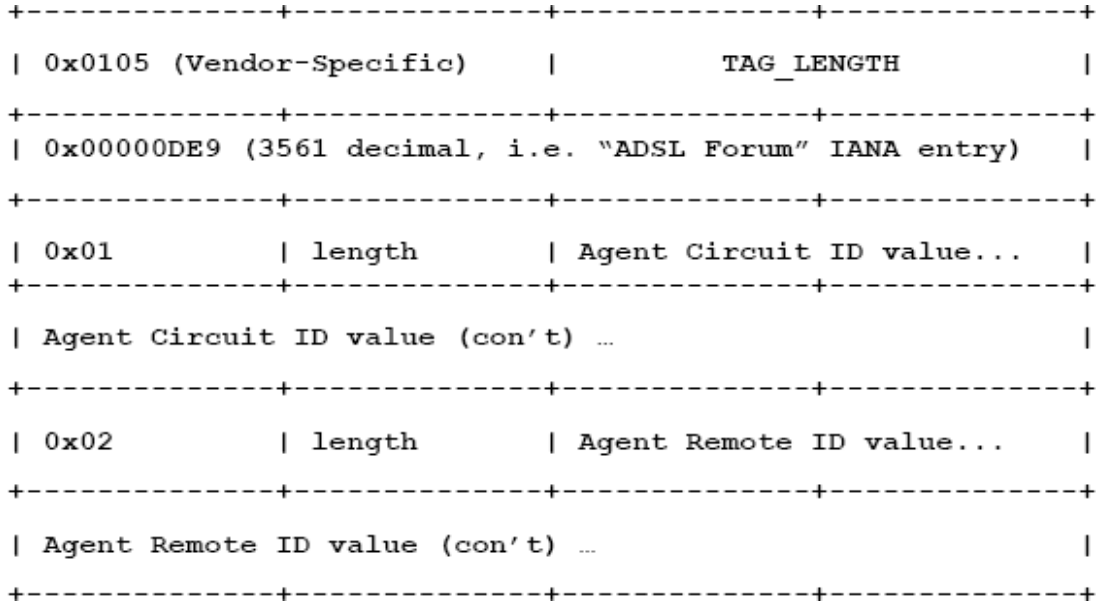 +--------------+--------------+--------------+--------------+
| 0x0105 (Vendor-Specific) | TAG_LENGTH |
+--------------+--------------+--------------+--------------+
| 0x00000DE9 (3561 decimal, i.e. “ADSL Forum” IANA entry) |
+--------------+--------------+--------------+--------------+
| 0x01 | length | Agent Circuit ID value... |
+--------------+--------------+--------------+--------------+
| Agent Circuit ID value (con’t) … |
+--------------+--------------+--------------+--------------+
| 0x02 | length | Agent Remote ID value... |
+--------------+--------------+--------------+--------------+
| Agent Remote ID value (con’t) … |
+--------------+--------------+--------------+--------------+